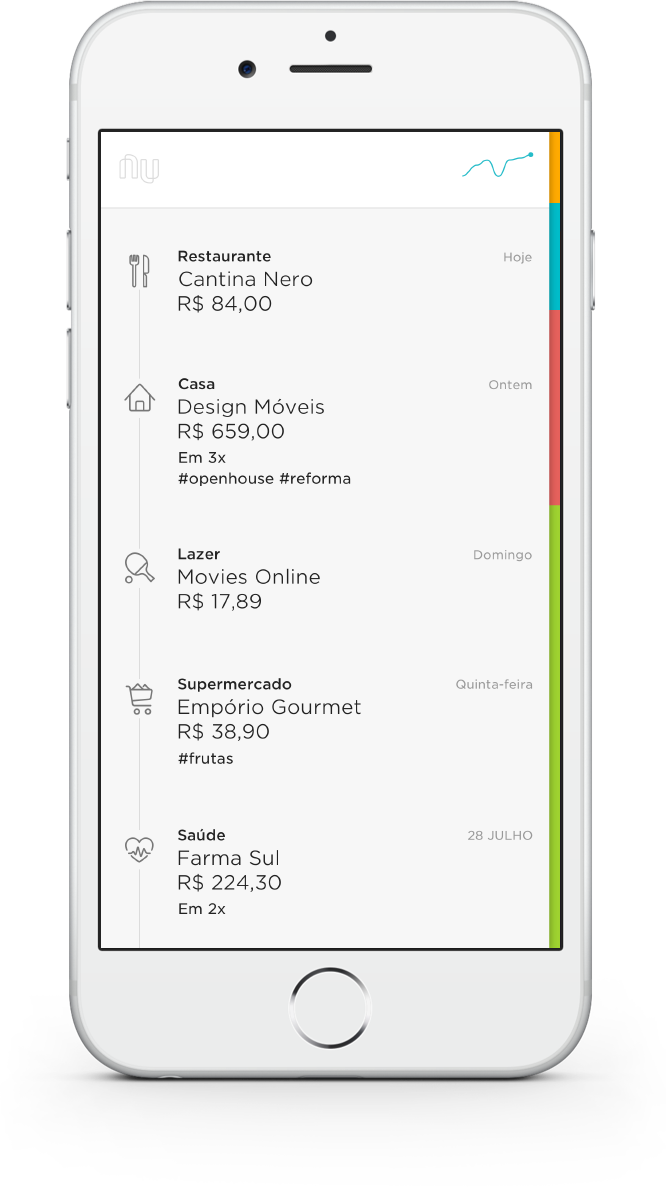 nu
Restaurante Hoje
Cantina Nero
R$ 84,00
Casa Ontem
Design Móveis
R$ 659,00
Em 3x
#openhouse #reforma
Lazer Domingo
Movies Online
R$ 17,89
Supermercado Quinta-feira
Empório Gourmet
R$ 38,90
#frutas
Saúde 28 JULHO
Farma Sul
R$ 224,30
Em 2x